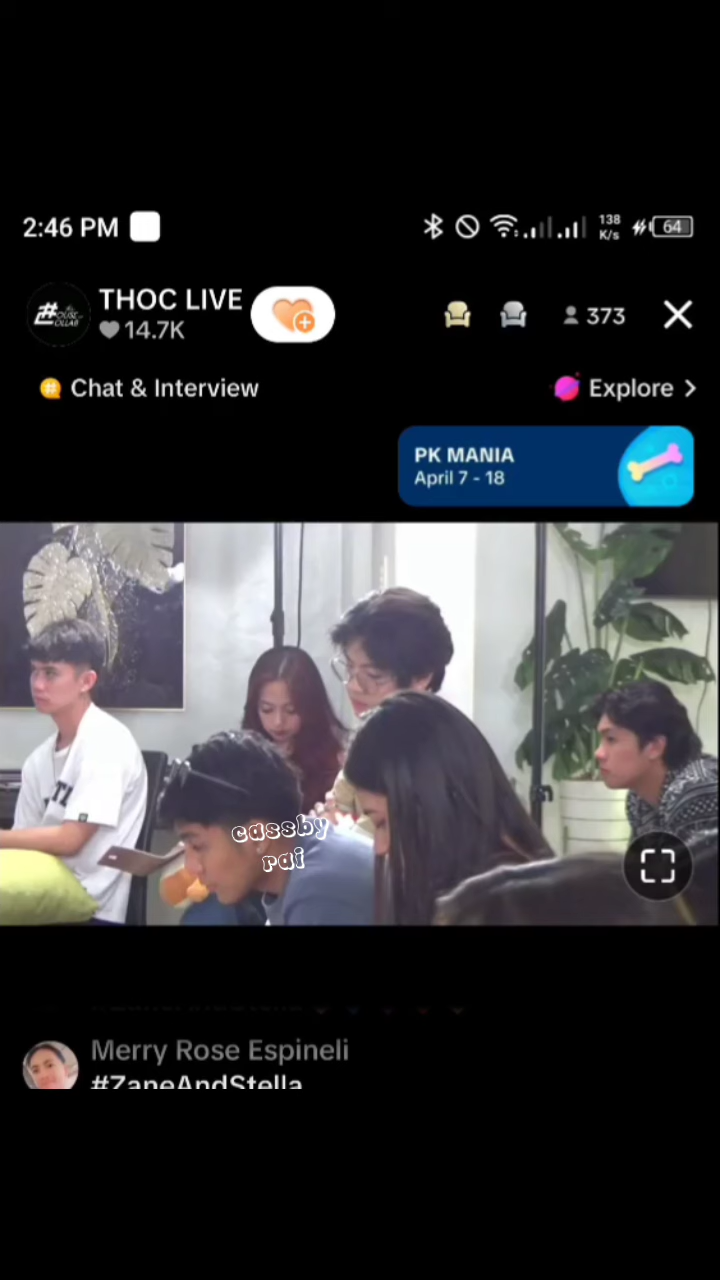 2:46 PM
138
K/s
64
THOC LIVE
14.7K
373
Chat & Interview
Explore
PK MANIA
April 7 - 18
cassby
rai
Merry Rose Espineli
#ZaneAndStella